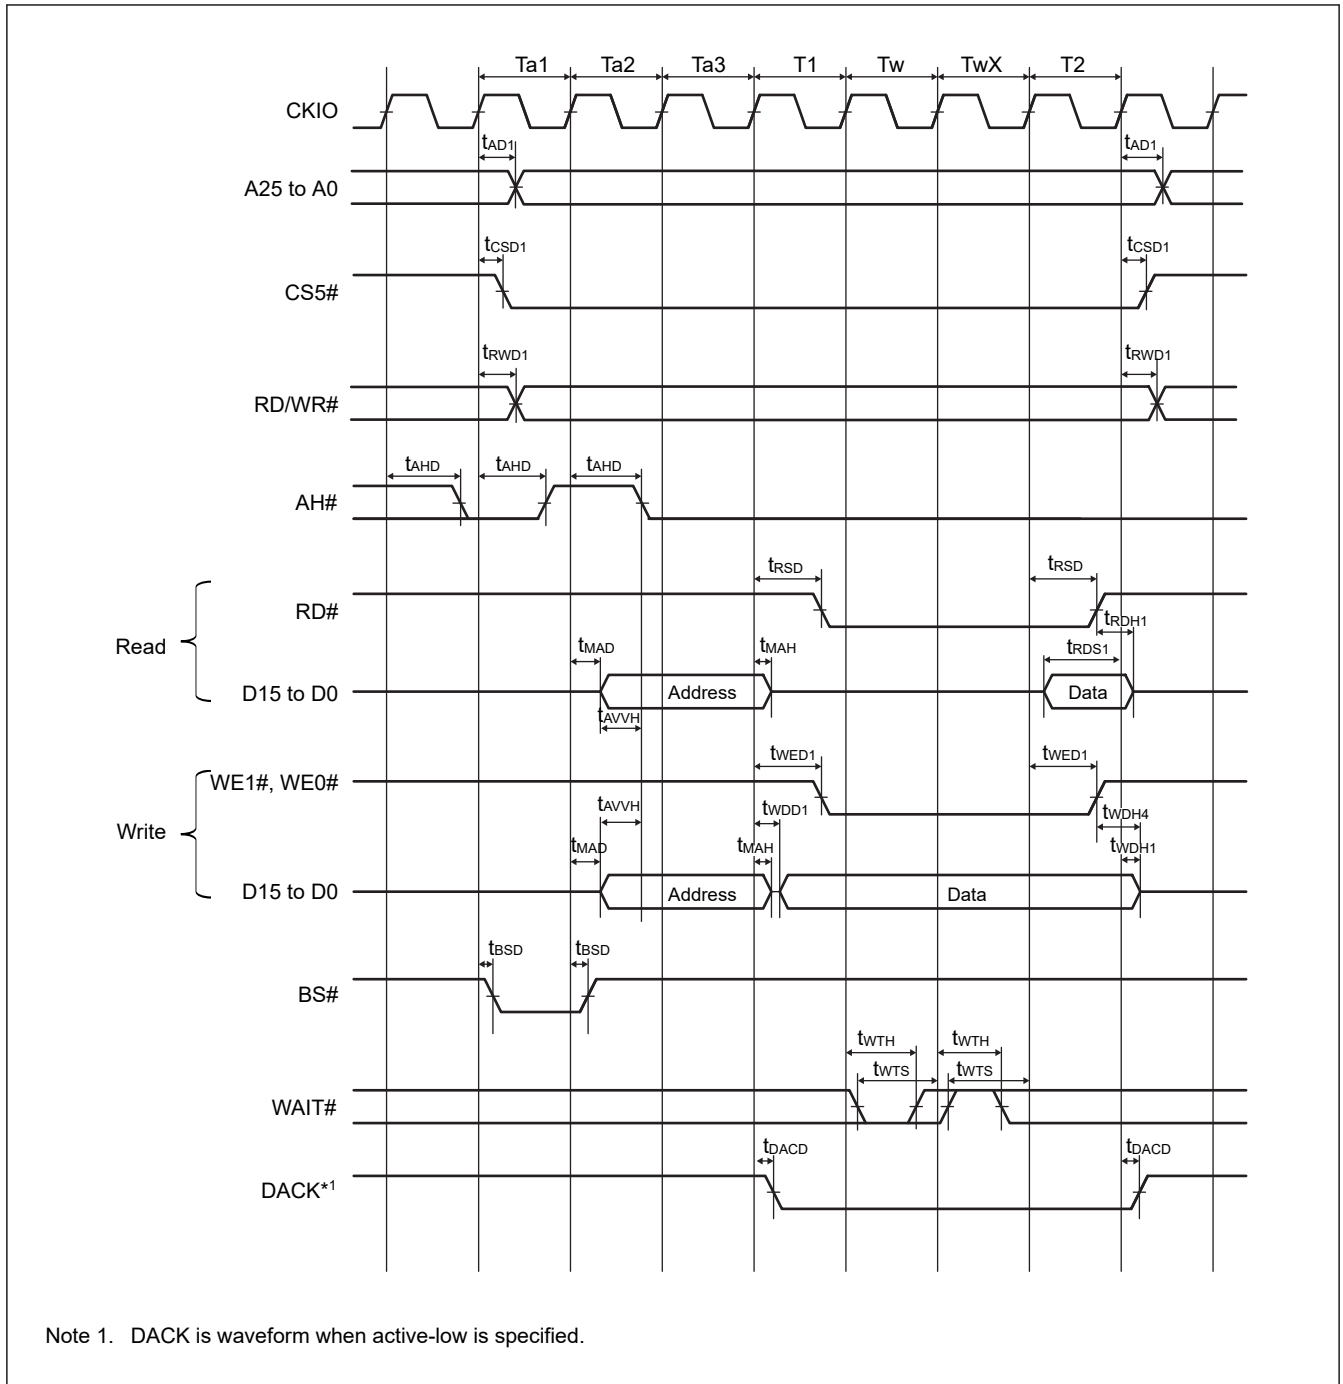 Ta1 Ta2 Ta3 T1 Tw TwX T2
CKIO
tAD1 tAD1
A25 to A0
tCSD1 tCSD1
CS5#
tRWD1 tRWD1
RD/WR#
tAHD tAHD tAHD
AH#
tRSD tRSD
RD#
tRDH1
Read
tMAD tMAH tRDS1
D15 to D0 Address Data
tAVVH
tWED1 tWED1
WE1#, WE0#
tAVVH tWDD1 tWDH4
Write
tMAD tMAH tWDH1
D15 to D0 Address Data
tBSD tBSD
BS#
tWTH tWTH
tWTS tWTS
WAIT#
tDACD tDACD
DACK*1
Note 1. DACK is waveform when active-low is specified.